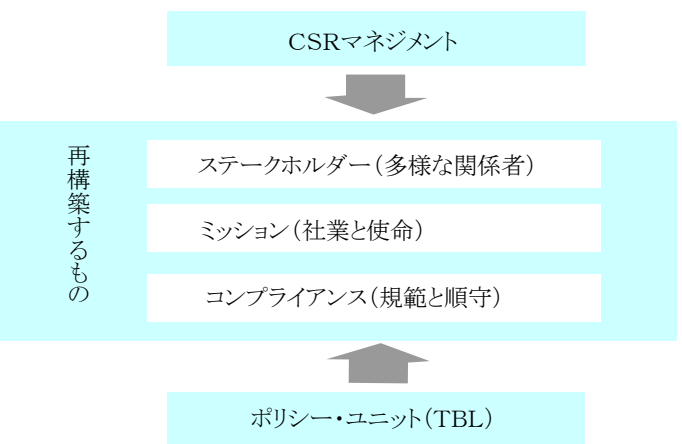 CSRマネジメント
再構築するもの
ステークホルダー（多様な関係者）
ミッション（社業と使命）
コンプライアンス（規範と順守）
ポリシー・ユニット（TBL）